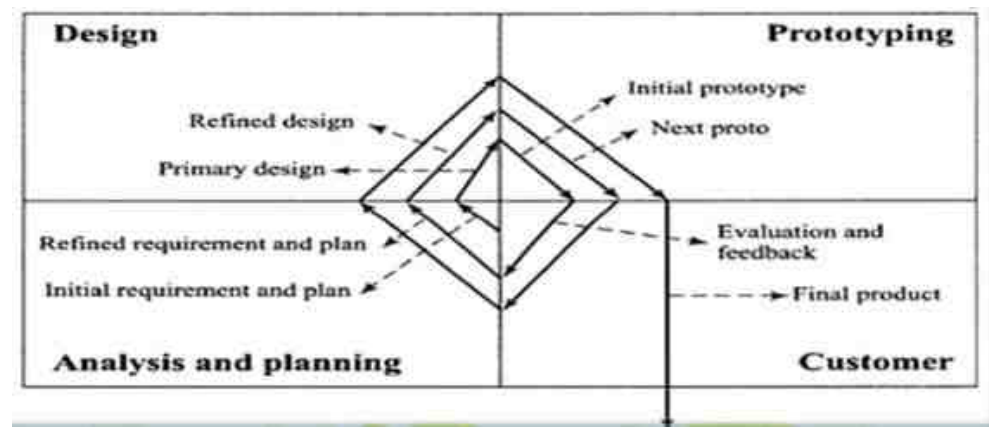 Design
Prototyping
Initial prototype
Refined design
Next proto
Primary design
Evaluation and
feedback
Refined requirement and plan
Initial requirement and plan
Final product
Analysis and planning
Customer